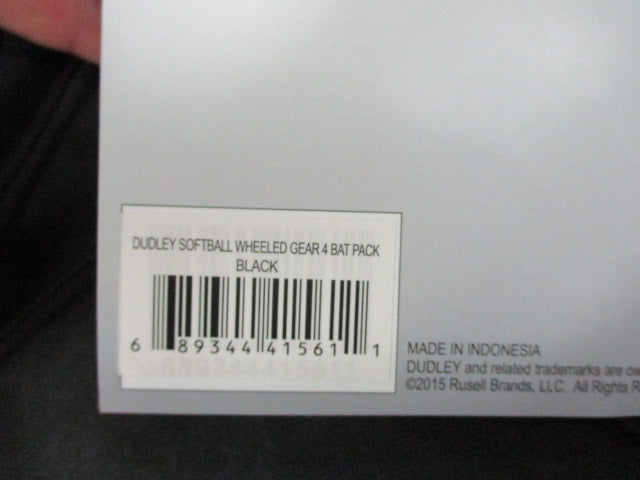 DUDLEY SOFTBALL WHEELED GEAR 4 BAT PACK
BLACK
6 89344 41561 1
MADE IN INDONESIA
DUDLEY and related trademarks are
©2015 Rusell Brands, LLC. All Rights